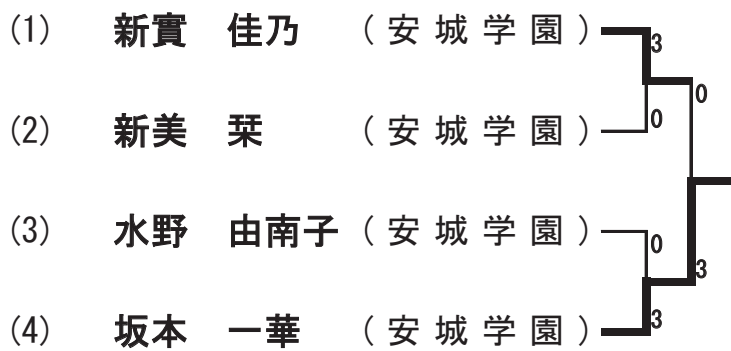 (1) 新實 佳乃 (安城学園) 3
0
(2) 新美 栞 (安城学園) 0
(3) 水野 由南子 (安城学園) 0
3
(4) 坂本 一華 (安城学園) 3